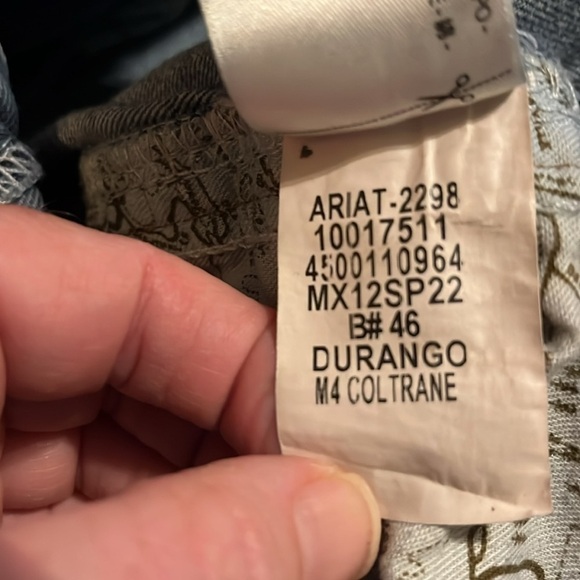 ARIAT-2298
10017511
4500110964
MX12SP22
B# 46
DURANGO
M4 COLTRANE